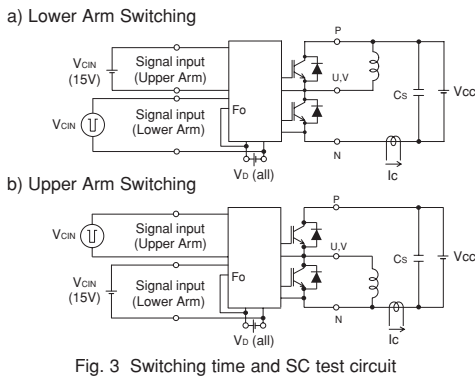 a) Lower Arm Switching
P
VCIN
(15V)
Signal input
(Upper Arm)
U,V
CS
VCC
VCIN
Signal input
(Lower Arm)
Fo
N
VD (all)
Ic
b) Upper Arm Switching
P
VCIN
Signal input
(Upper Arm)
U,V
CS
VCC
VCIN
(15V)
Signal input
(Lower Arm)
Fo
N
VD (all)
Ic
Fig. 3 Switching time and SC test circuit